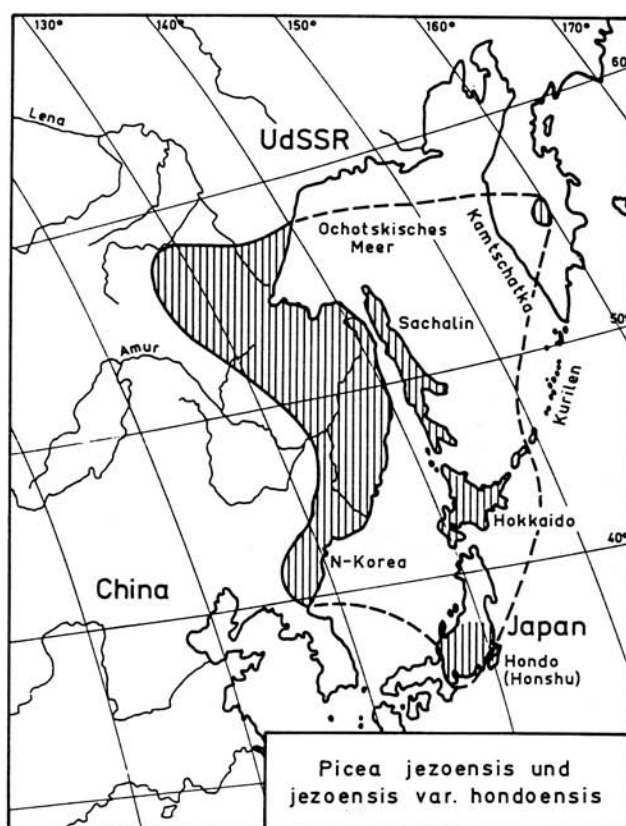 130°
140°
150°
160°
170°
60°
Lena
UdSSR
Ochotskisches
Meer
Kamtschatka
Sachalin
50°
Amur
Kurilen
Hokkaido
40°
N-Korea
China
Japan
Hondo
(Honshu)
Picea jezoensis und
jezoensis var. hondoensis